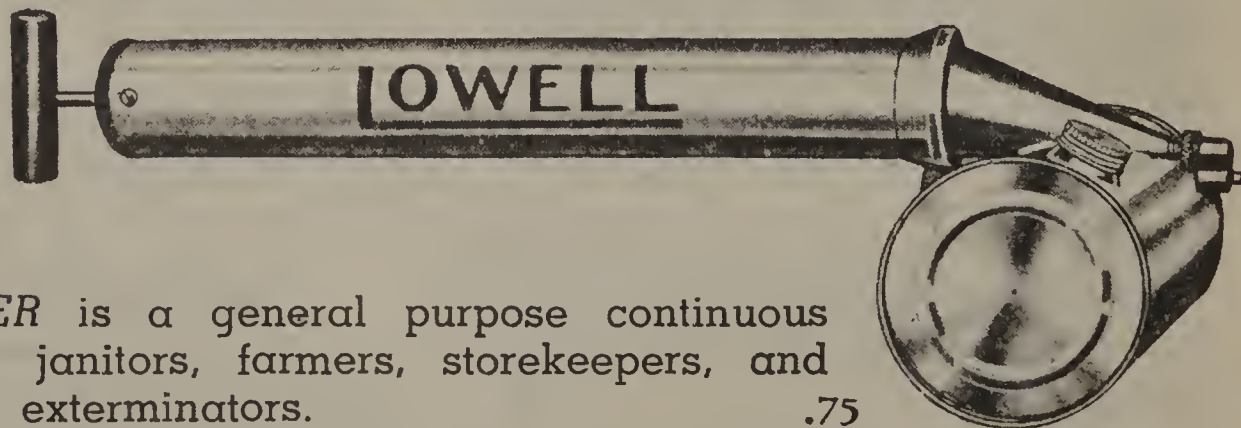 LOWELL
ER is a general purpose continuous
janitors, farmers, storekeepers, and
exterminators. .75